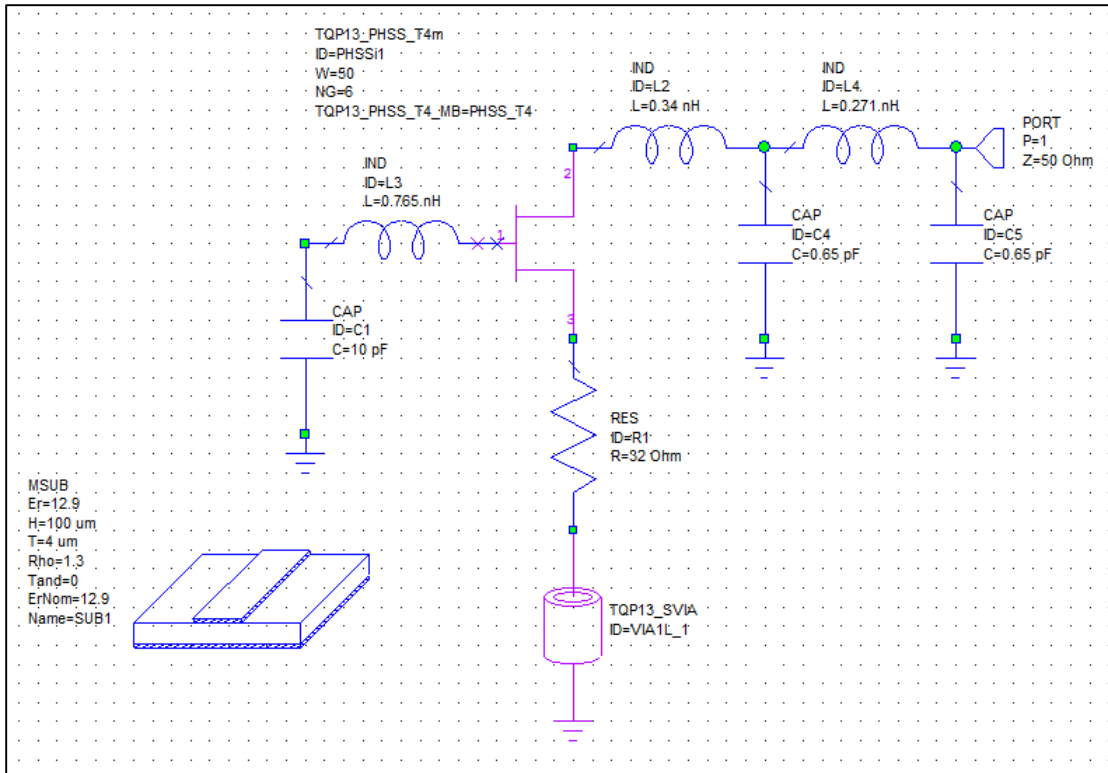 TQP13_PHSS_T4m
ID=PHSSi1
W=50
NG=6
TQP13_PHSS_T4_MB=PHSS_T4
IND
ID=L2
L=0.34 nH
IND
ID=L4
L=0.271 nH
PORT
P=1
Z=50 Ohm
2
IND
ID=L3
L=0.765 nH
1
CAP
ID=C4
C=0.65 pF
CAP
ID=C5
C=0.65 pF
CAP
ID=C1
C=10 pF
3
RES
ID=R1
R=32 Ohm
MSUB
Er=12.9
H=100 um
T=4 um
Rho=1.3
Tand=0
ErNom=12.9
Name=SUB1
TQP13_SVIA
ID=VIA1L_1